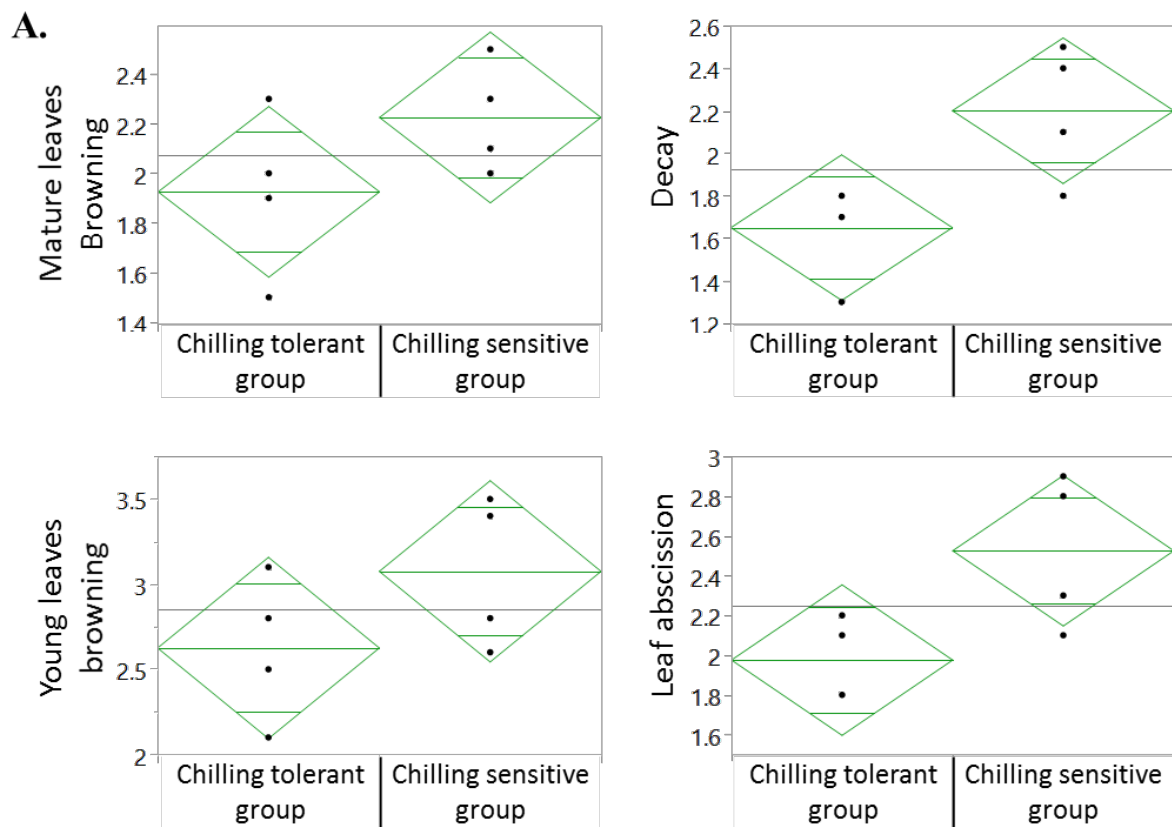 A.
Mature leaves
Browning
2.4
2.2
2
1.8
1.6
1.4
Chilling tolerant
group
Chilling sensitive
group
Decay
2.6
2.4
2.2
2
1.8
1.6
1.4
1.2
Chilling tolerant
group
Chilling sensitive
group
Young leaves
browning
3.5
3
2.5
2
Chilling tolerant
group
Chilling sensitive
group
Leaf abscission
3
2.8
2.6
2.4
2.2
2
1.8
1.6
Chilling tolerant
group
Chilling sensitive
group